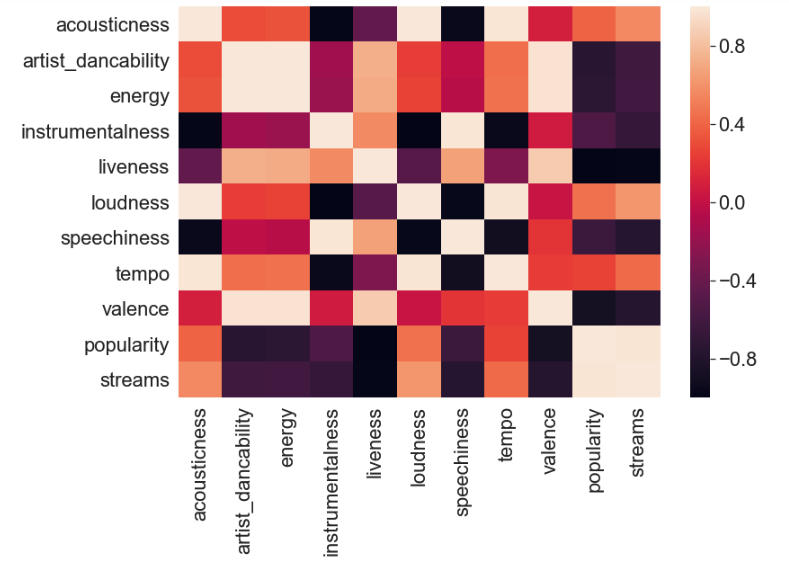 acousticness
artist_dancability
energy
instrumentalness
liveness
loudness
speechiness
tempo
valence
popularity
streams
acousticness
artist_dancability
energy
instrumentalness
liveness
loudness
speechiness
tempo
valence
popularity
streams
0.8
0.4
0.0
−0.4
−0.8